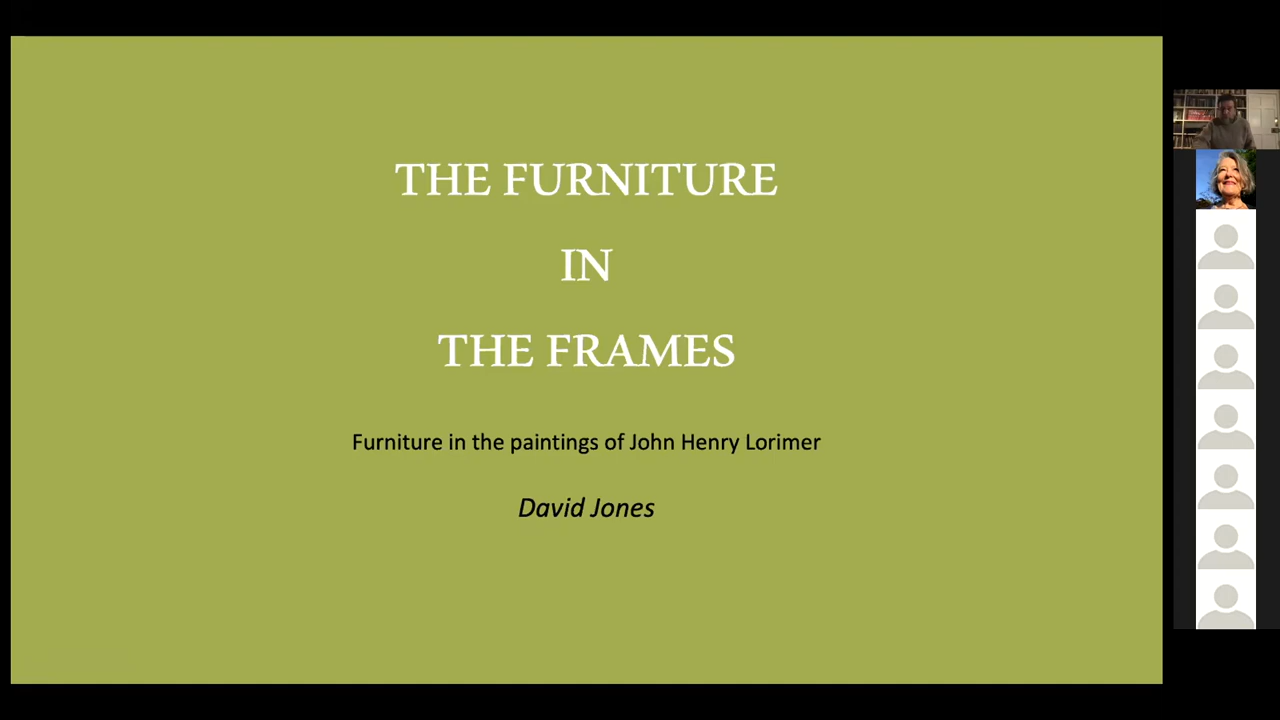 THE FURNITURE
IN
THE FRAMES
Furniture in the paintings of John Henry Lorimer
David Jones